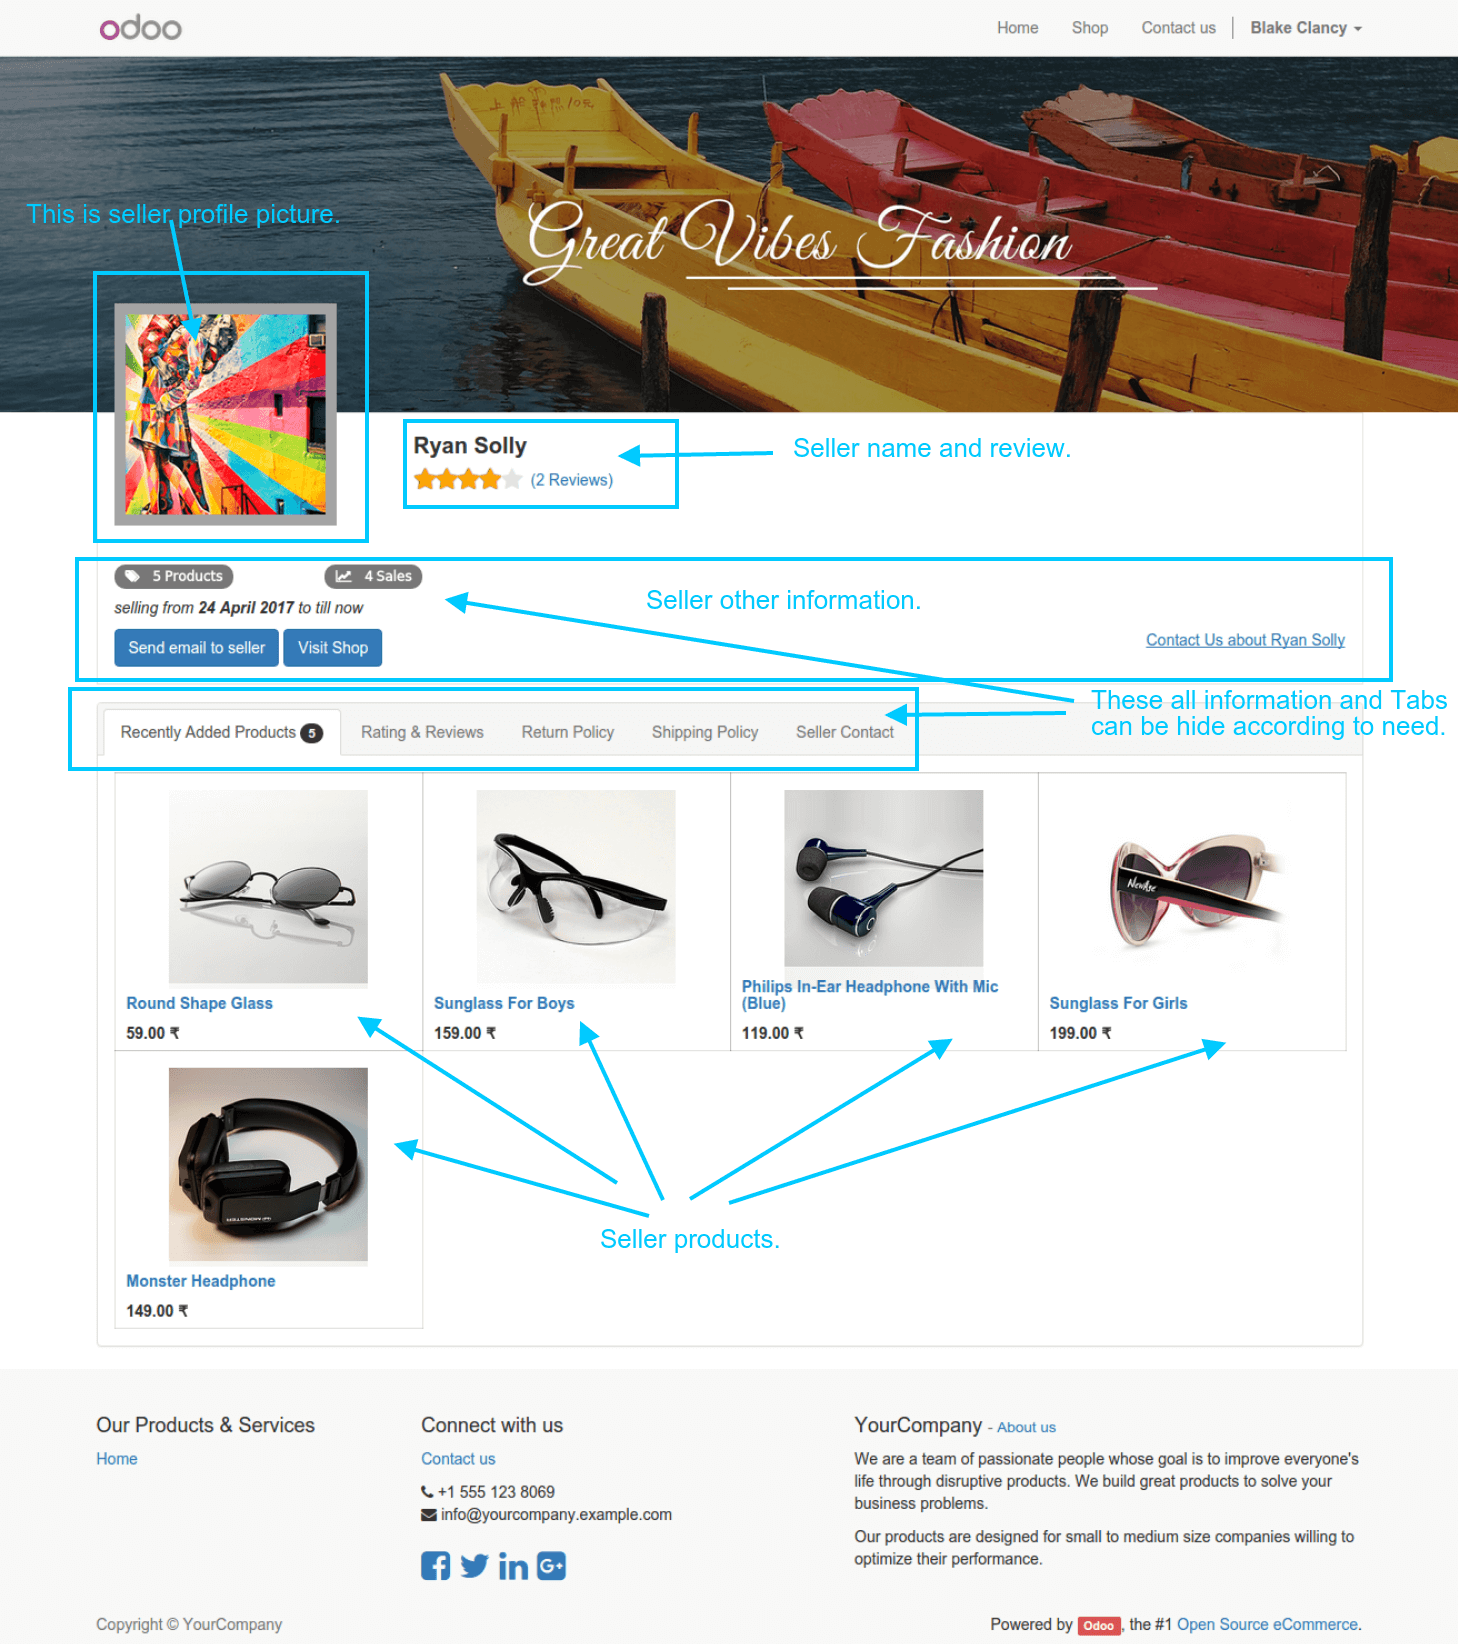 odoo
Home
Shop
Contact us
Blake Clancy
Great Vibes Fashion
This is seller profile picture.
Ryan Solly
(2 Reviews)
Seller name and review.
5 Products
4 Sales
selling from 24 April 2017 to till now
Seller other information.
Send email to seller
Visit Shop
Contact Us about Ryan Solly
These all information and Tabs
can be hide according to need.
Recently Added Products 5
Rating & Reviews
Return Policy
Shipping Policy
Seller Contact
NewAge
Round Shape Glass
59.00 ₹
Sunglass For Boys
159.00 ₹
Philips In-Ear Headphone With Mic
(Blue)
119.00 ₹
Sunglass For Girls
199.00 ₹
Seller products.
Monster Headphone
149.00 ₹
Our Products & Services
Home
Connect with us
Contact us
+1 555 123 8069
info@yourcompany.example.com
YourCompany - About us
We are a team of passionate people whose goal is to improve everyone's
life through disruptive products. We build great products to solve your
business problems.
Our products are designed for small to medium size companies willing to
optimize their performance.
Copyright © YourCompany
Powered by Odoo, the #1 Open Source eCommerce.